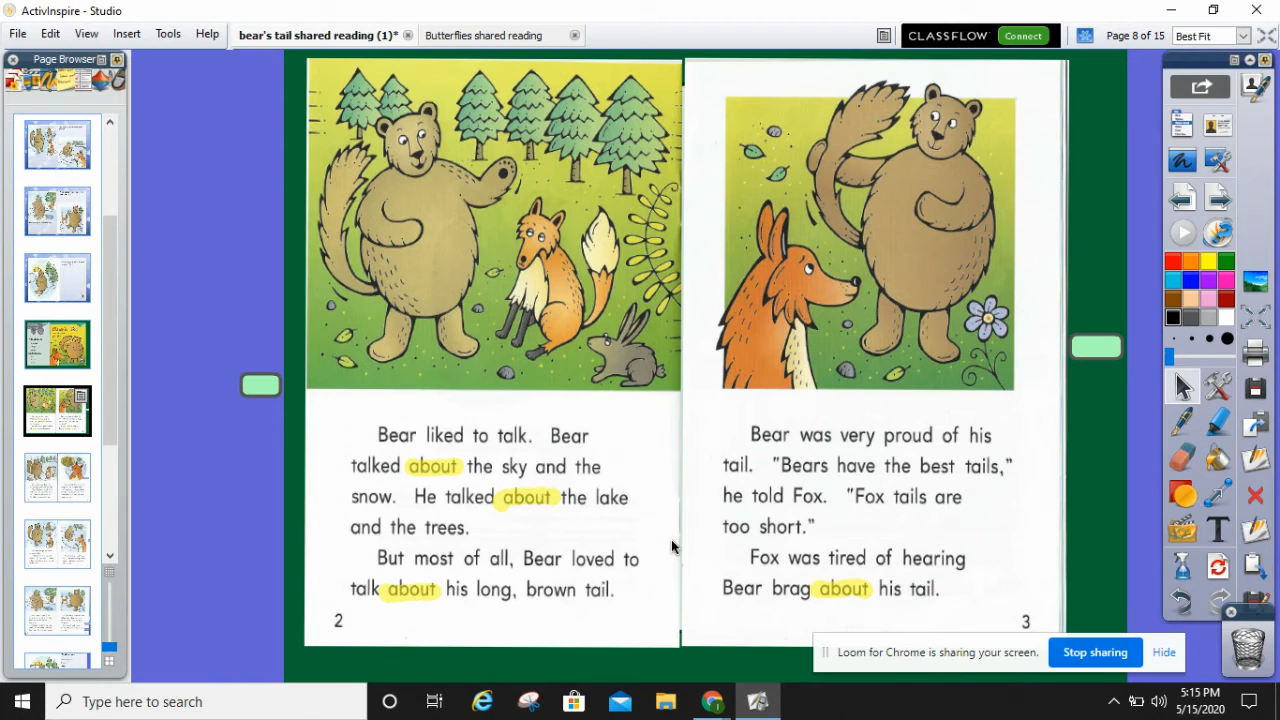 ActivInspire - Studio
File Edit View Insert Tools Help
bear's tail shared reading (1)*
Butterflies shared reading
CLASSFLOW Connect
Page 8 of 15
Best Fit
Page Browser
Bear liked to talk. Bear
talked about the sky and the
snow. He talked about the lake
and the trees.
But most of all, Bear loved to
talk about his long, brown tail.
2
Bear was very proud of his
tail. "Bears have the best tails,"
he told Fox. "Fox tails are
too short."
Fox was tired of hearing
Bear brag about his tail.
3
Loom for Chrome is sharing your screen.
Stop sharing
Hide
Type here to search
5:15 PM
5/15/2020